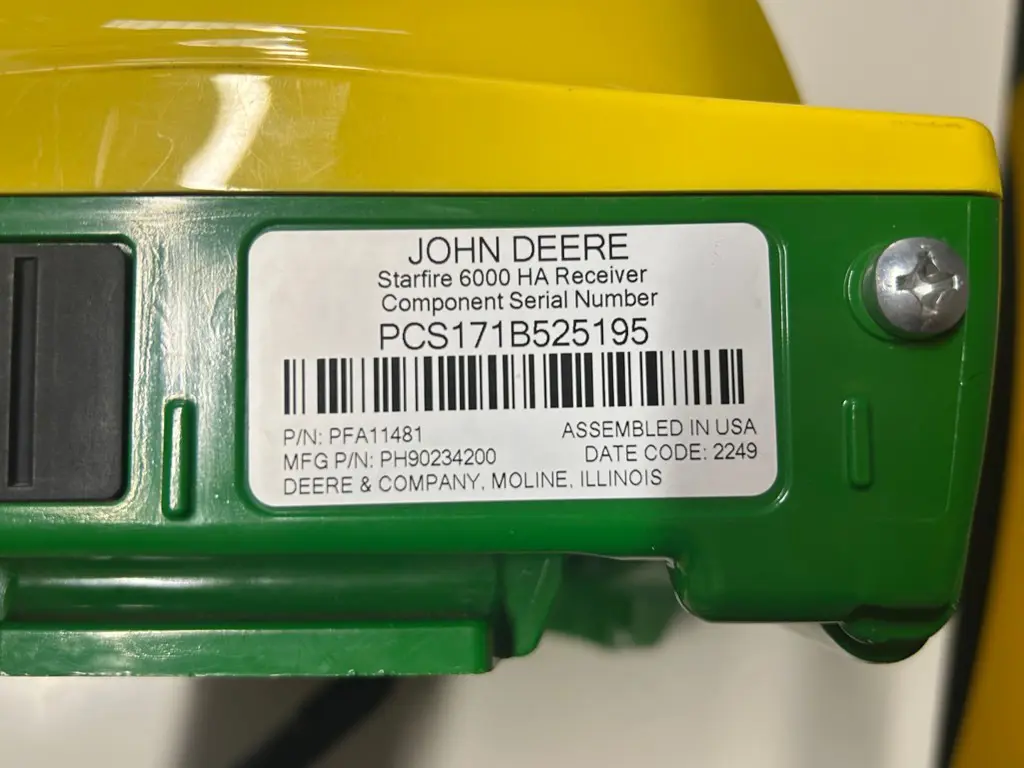 JOHN DEERE
Starfire 6000 HA Receiver
Component Serial Number
PCS171B525195
P/N: PFA11481
ASSEMBLED IN USA
MFG P/N: PH90234200
DATE CODE: 2249
DEERE & COMPANY, MOLINE, ILLINOIS